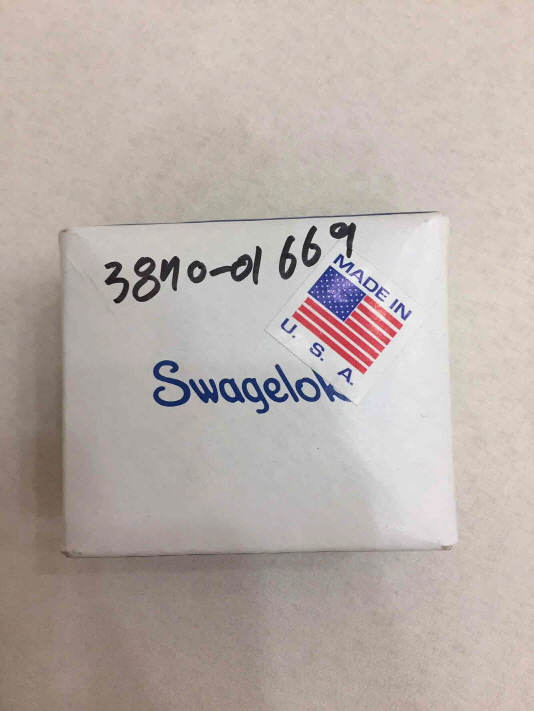 3870-01669
MADE IN
U. S. A.
Swagelok